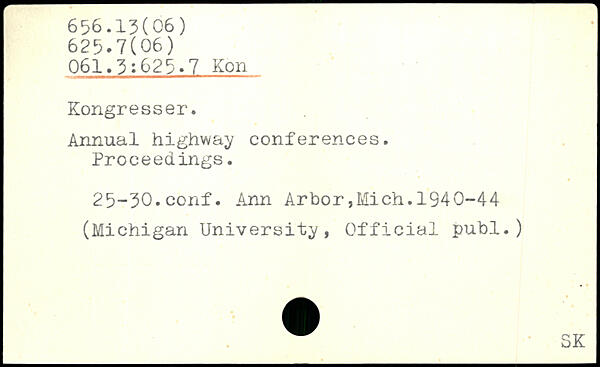 656.13(06)
625.7(06)
061.3:625.7 Kon
Kongresser.
Annual highway conferences.
Proceedings.
25-30.conf. Ann Arbor,Mich.1940-44
(Michigan University, Official publ.)
SK